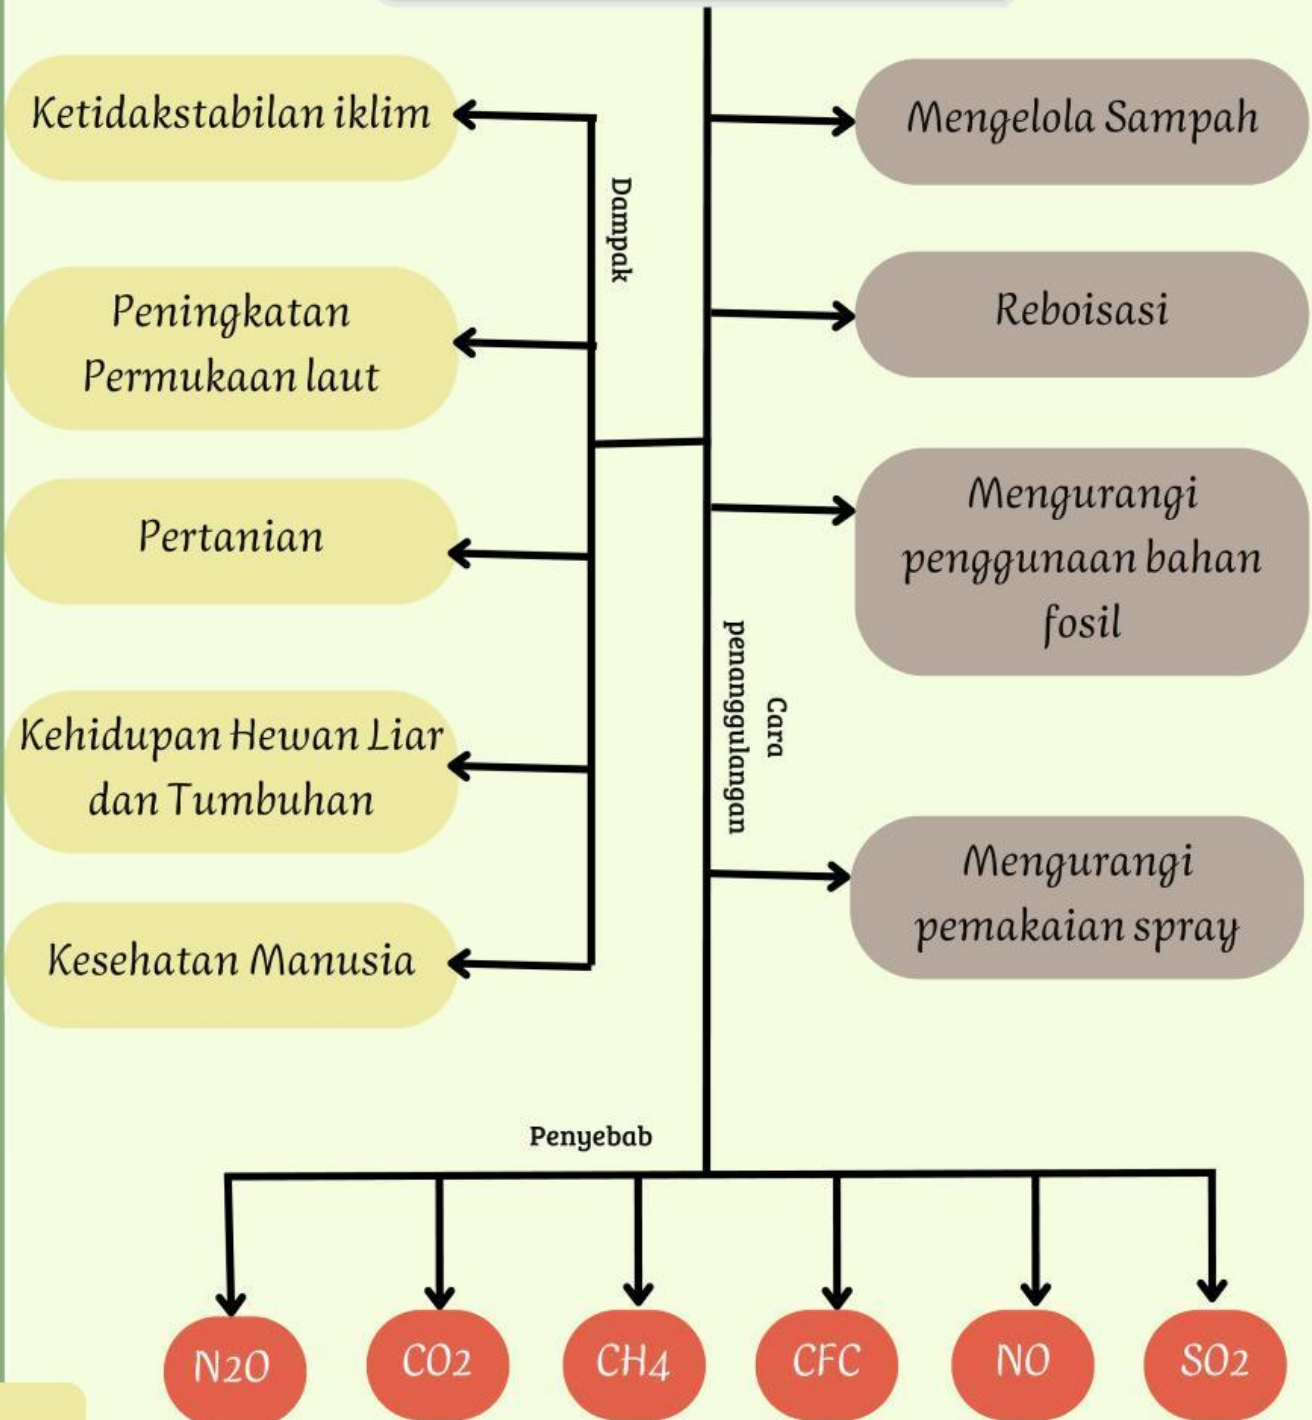 Ketidakstabilan iklim
Peningkatan
Permukaan laut
Pertanian
Kehidupan Hewan Liar
dan Tumbuhan
Kesehatan Manusia
Dampak
Mengelola Sampah
Reboisasi
Mengurangi
penggunaan bahan
fosil
Mengurangi
pemakaian spray
Cara
penanggulangan
Penyebab
N2O
CO2
CH4
CFC
NO
SO2